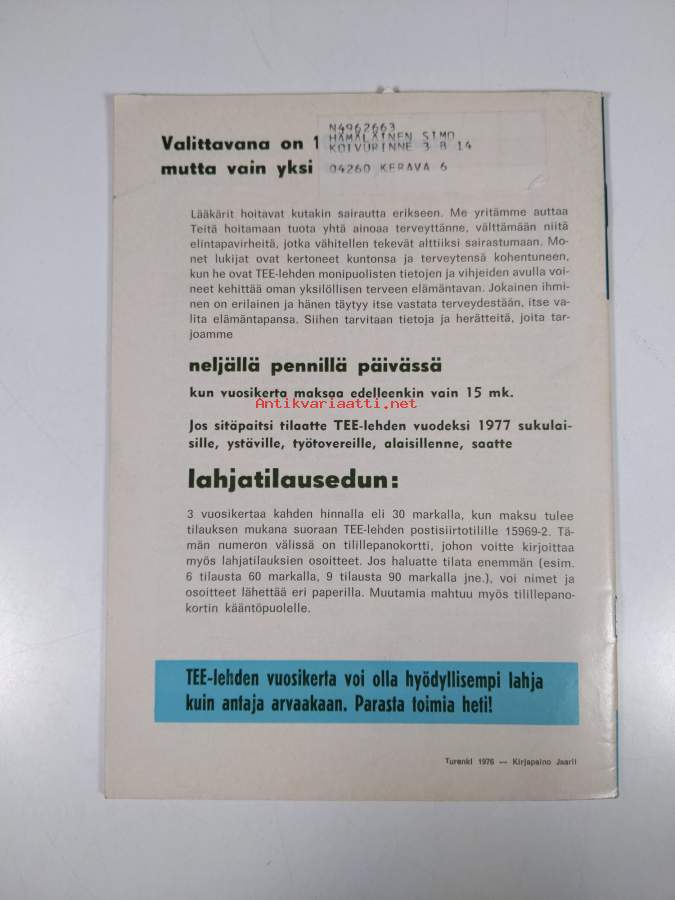 N4962663
HÄMÄLÄINEN SIMO
KOIVURINNE 3 B 14
04260 KERAVA 6
Valittavana on 1
mutta vain yksi
Lääkärit hoitavat kutakin sairautta erikseen. Me yritämme auttaa
Teitä hoitamaan tuota yhtä ainoaa terveyttänne, välttämään niitä
elintapavirheitä, jotka vähitellen tekevät alttiiksi sairastumaan. Mo-
net lukijat ovat kertoneet kuntonsa ja terveytensä kohentuneen,
kun he ovat TEE-lehden monipuolisten tietojen ja vihjeiden avulla voi-
neet kehittää oman yksilöllisen terveen elämäntavan. Jokainen ihmi-
nen on erilainen ja hänen täytyy itse vastata terveydestään, itse va-
lita elämäntapansa. Siihen tarvitaan tietoja ja herätteitä, joita tar-
joamme
neljällä pennillä päivässä
kun vuosikerta maksaa edelleenkin vain 15 mk.
Antikvariaatti.net
Jos sitäpaitsi tilaatte TEE-lehden vuodeksi 1977 sukulai-
sille, ystäville, työtovereille, alaisillenne, saatte
lahjatilausedun:
3 vuosikertaa kahden hinnalla eli 30 markalla, kun maksu tulee
tilauksen mukana suoraan TEE-lehden postisiirtotilille 15969-2. Tä-
män numeron välissä on tilillepanokortti, johon voitte kirjoittaa
myös lahjatilauksien osoitteet. Jos haluatte tilata enemmän (esim.
6 tilausta 60 markalla, 9 tilausta 90 markalla jne.), voi nimet ja
osoitteet lähettää eri paperilla. Muutamia mahtuu myös tilillepano-
kortin kääntöpuolelle.
TEE-lehden vuosikerta voi olla hyödyllisempi lahja
kuin antaja arvaakaan. Parasta toimia heti!
Turenki 1976 — Kirjapaino Jaarli